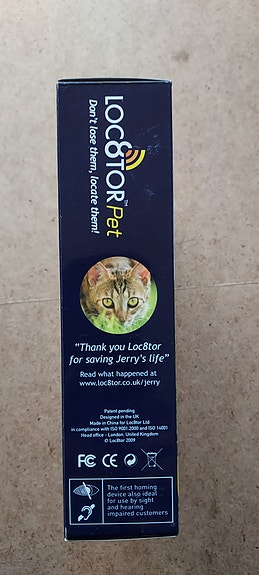 LOC8TOR™ Pet
Don't lose them, locate them!
"Thank you Loc8tor
for saving Jerry's life"
Read what happened at
www.loc8tor.co.uk/jerry
Patent pending
Designed in the UK
Made in China for Loc8tor Ltd
in compliance with ISO 9001:2000 and ISO 14001
Head office - London, United Kingdom
© Loc8tor 2009
FC CE
The first homing
device also ideal
for use by sight
and hearing
impaired customers